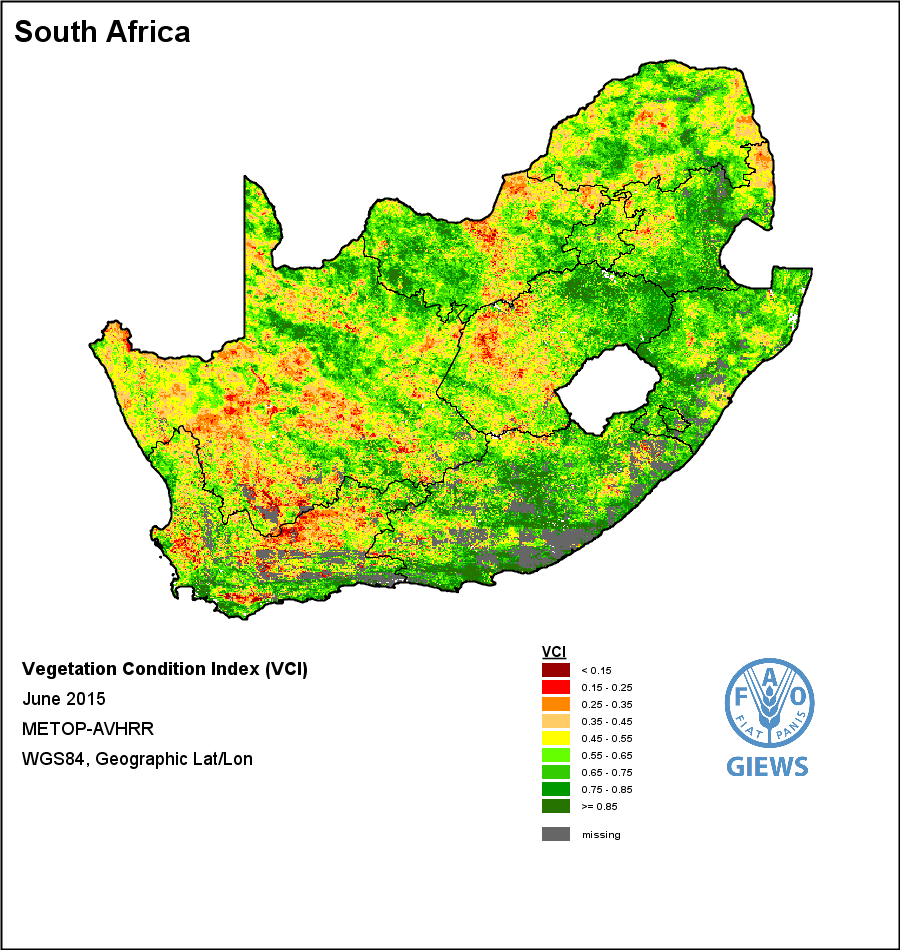 South Africa
Vegetation Condition Index (VCI)
June 2015
METOP-AVHRR
WGS84, Geographic Lat/Lon
VCI
< 0.15
0.15 - 0.25
0.25 - 0.35
0.35 - 0.45
0.45 - 0.55
0.55 - 0.65
0.65 - 0.75
0.75 - 0.85
>= 0.85
missing
F A O
FIAT PANIS
GIEWS